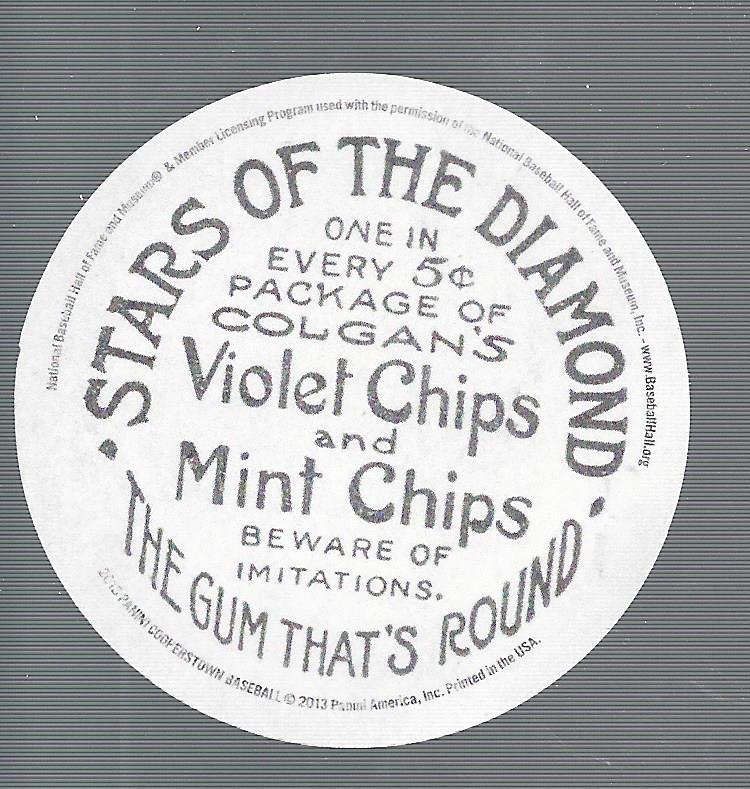 National Baseball Hall of Fame and Museum® & Member Licensing Program used with the permission of the National Baseball Hall of Fame and Museum, Inc. - www.BaseballHall.org
STARS OF THE DIAMOND
ONE IN
EVERY 5¢
PACKAGE OF
COLGAN'S
Violet Chips
and
Mint Chips
BEWARE OF
IMITATIONS.
THE GUM THAT'S ROUND
2013 PANINI COOPERSTOWN BASEBALL © 2013 Panini America, Inc. Printed in the USA.